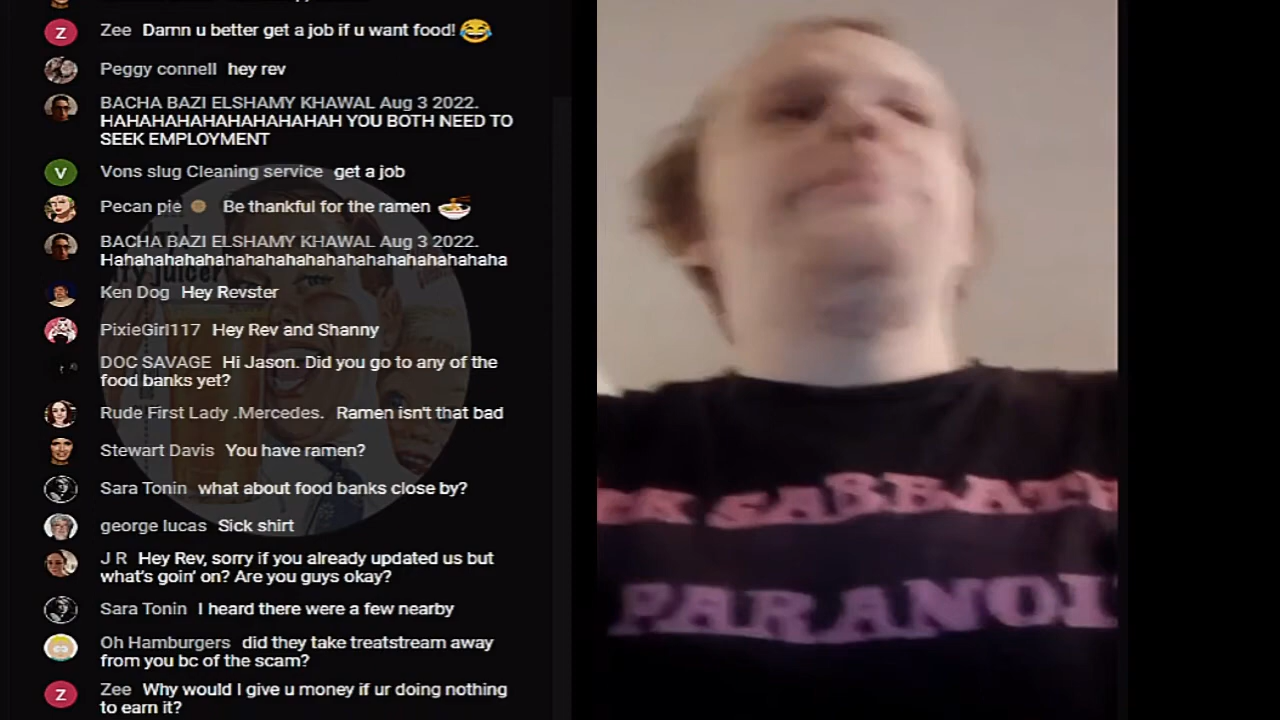 Z
Zee Damn u better get a job if u want food! 😂
Peggy connell hey rev
BACHA BAZI ELSHAMY KHAWAL Aug 3 2022.
HAHAHAHAHAHAHAHAH YOU BOTH NEED TO
SEEK EMPLOYMENT
V
Vons slug Cleaning service get a job
Pecan pie Be thankful for the ramen 🍜
BACHA BAZI ELSHAMY KHAWAL Aug 3 2022.
Hahahahahahahahahahahahahahahahahahahaha
Ken Dog Hey Revster
PixieGirl117 Hey Rev and Shanny
DOC SAVAGE Hi Jason. Did you go to any of the
food banks yet?
Rude First Lady .Mercedes. Ramen isn't that bad
Stewart Davis You have ramen?
Sara Tonin what about food banks close by?
george lucas Sick shirt
J R Hey Rev, sorry if you already updated us but
what's goin' on? Are you guys okay?
Sara Tonin I heard there were a few nearby
Oh Hamburgers did they take treatstream away
from you bc of the scam?
Z
Zee Why would I give u money if ur doing nothing
to earn it?
SABBATH
PARANOI